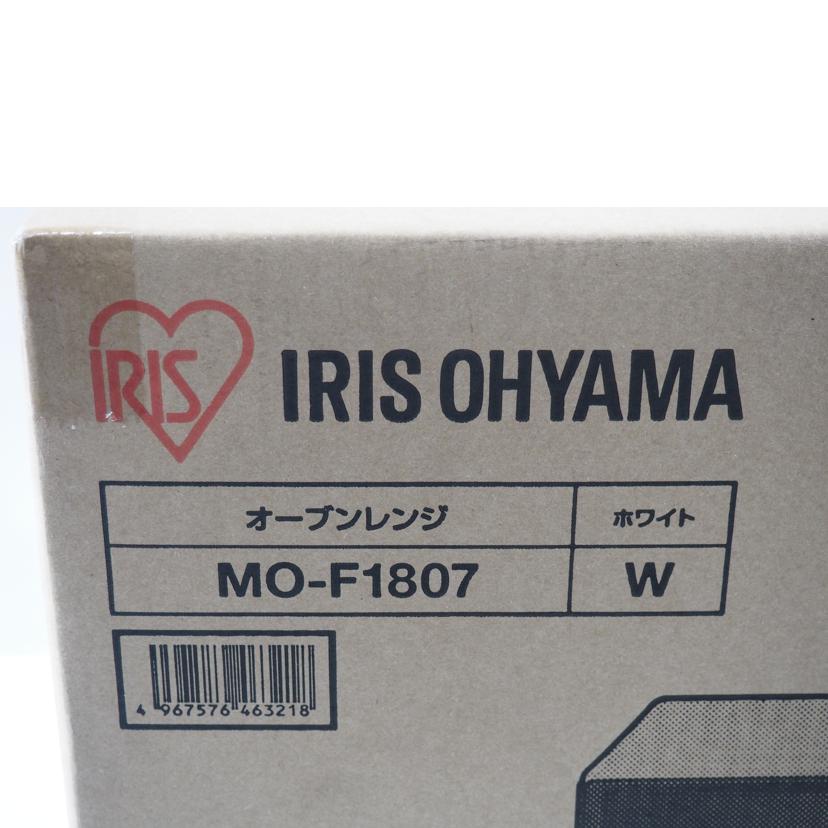 IRIS
IRIS OHYAMA
オーブンレンジ ホワイト
MO-F1807 W
4 967576 463218